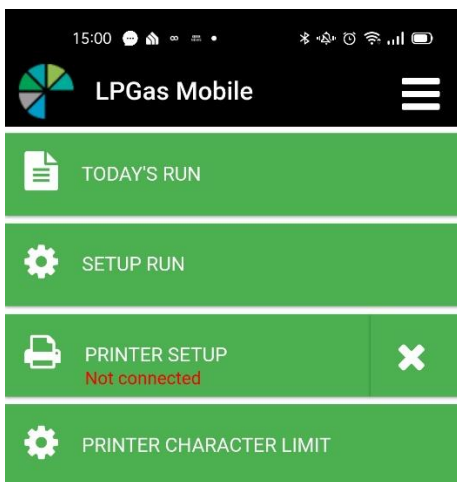 15:00
LPGas Mobile
TODAY'S RUN
SETUP RUN
PRINTER SETUP
Not connected
PRINTER CHARACTER LIMIT